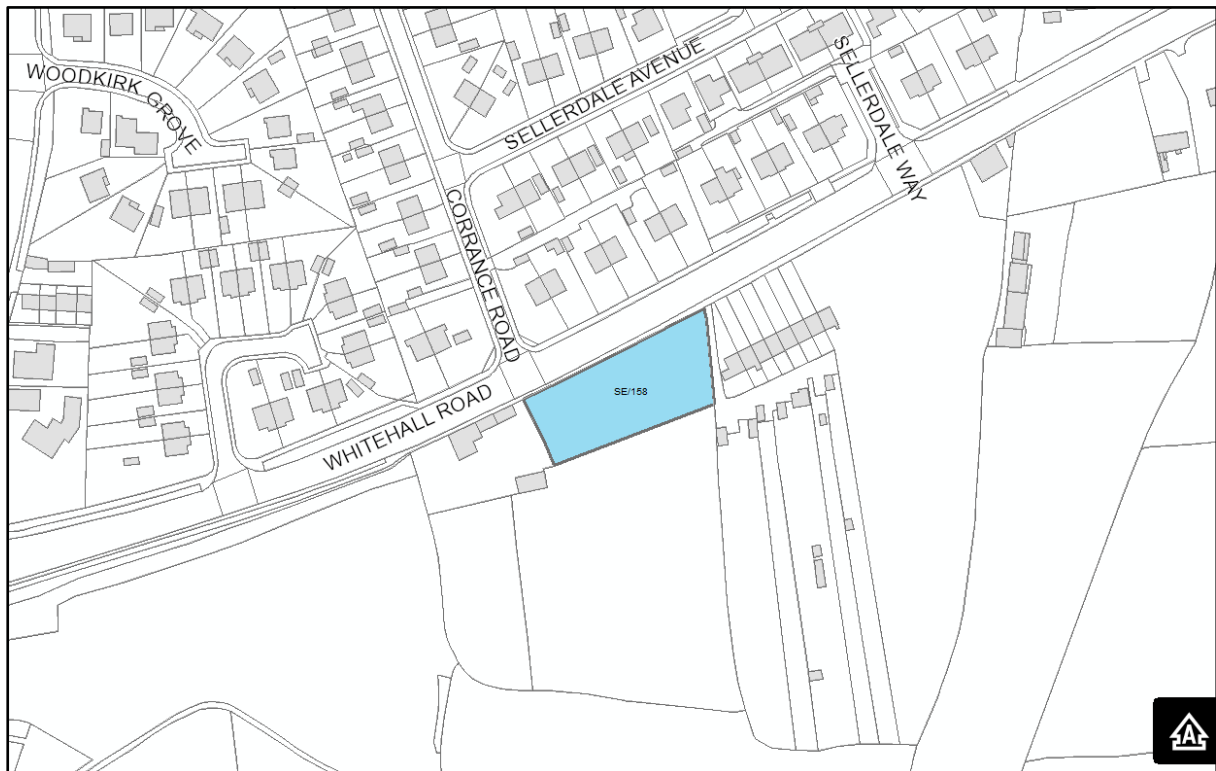 WOODKIRK GROVE
SELLERDALE AVENUE
SELLERDALE WAY
CORRANCE ROAD
SE/158
WHITEHALL ROAD
A